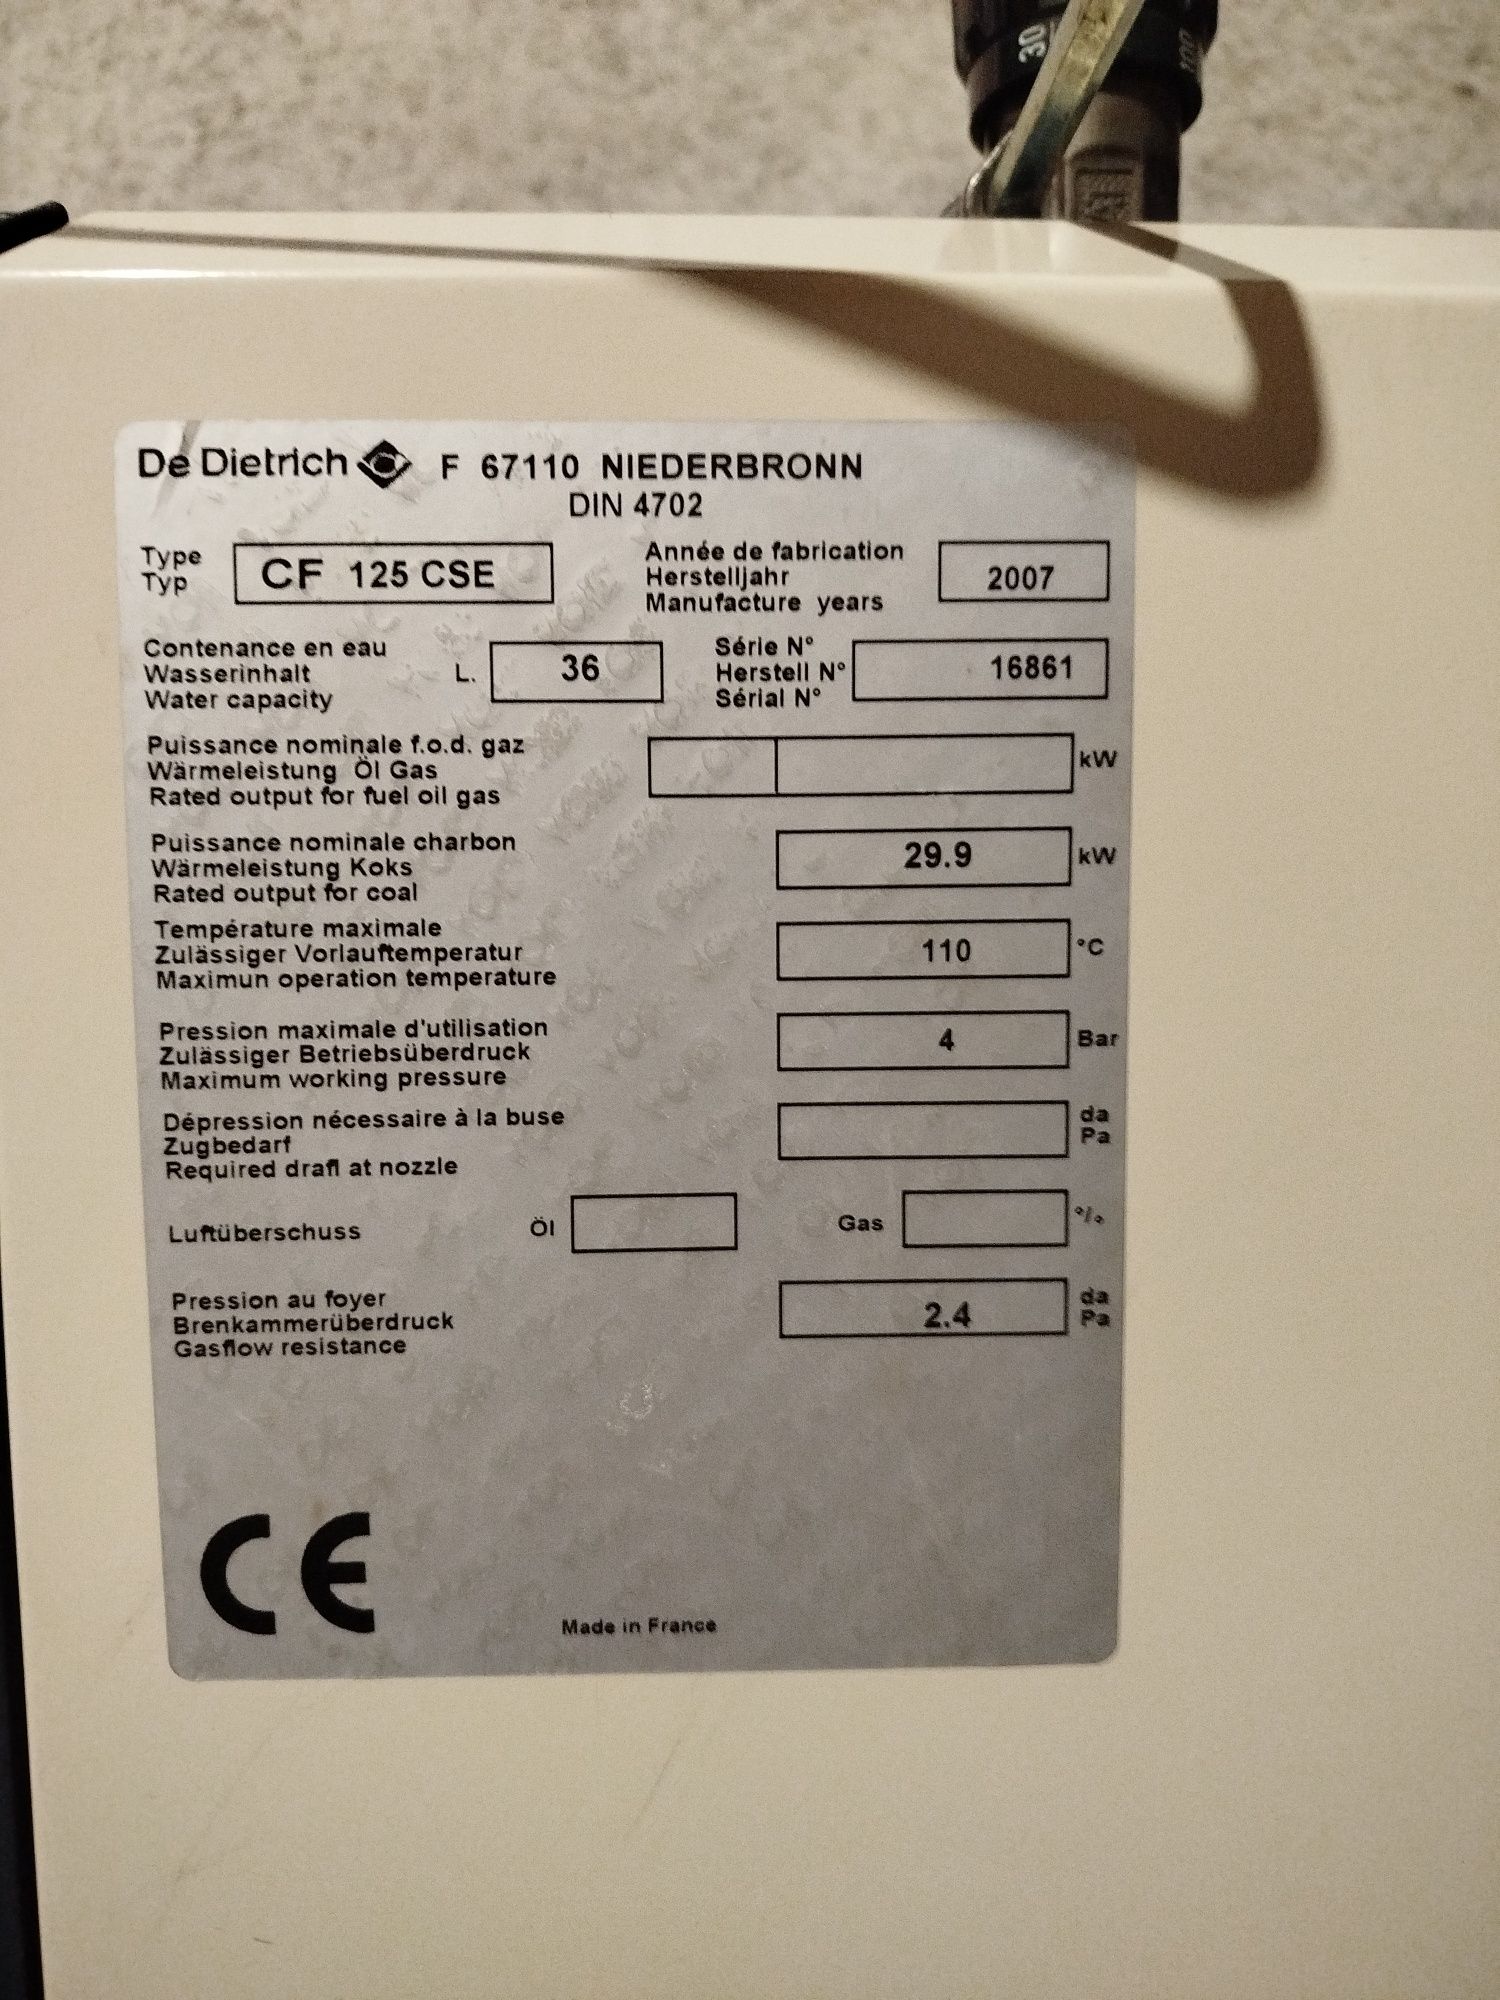 30
100
De Dietrich F 67110 NIEDERBRONN
DIN 4702
Type
Typ
CF 125 CSE
Année de fabrication
Herstelljahr
Manufacture years
2007
Contenance en eau
Wasserinhalt
Water capacity
L. 36
Série N°
Herstell N°
Sérial N°
16861
Puissance nominale f.o.d. gaz
Wärmeleistung Öl Gas
Rated output for fuel oil gas
kW
Puissance nominale charbon
Wärmeleistung Koks
Rated output for coal
29.9 kW
Température maximale
Zulässiger Vorlauftemperatur
Maximun operation temperature
110 °C
Pression maximale d'utilisation
Zulässiger Betriebsüberdruck
Maximum working pressure
4 Bar
Dépression nécessaire à la buse
Zugbedarf
Required drafl at nozzle
da
Pa
Luftüberschuss Öl Gas °/°
Pression au foyer
Brenkammerüberdruck
Gasflow resistance
2.4
da
Pa
CE
Made in France